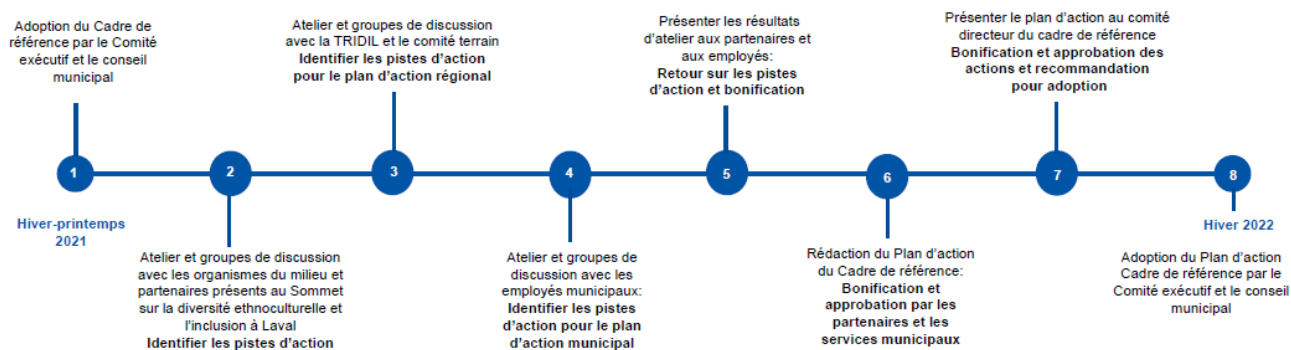 Adoption du Cadre de
référence par le Comité
exécutif et le conseil
municipal
1
Hiver-printemps
2021
2
Atelier et groupes de discussion
avec les organismes du milieu et
partenaires présents au Sommet
sur la diversité ethnoculturelle et
l'inclusion à Laval
Identifier les pistes d'action
Atelier et groupes de discussion
avec la TRIDIL et le comité terrain
Identifier les pistes d'action
pour le plan d'action régional
3
4
Atelier et groupes de
discussion avec les
employés municipaux:
Identifier les pistes
d'action pour le plan
d'action municipal
Présenter les résultats
d'atelier aux partenaires et
aux employés:
Retour sur les pistes
d'action et bonification
5
6
Rédaction du Plan d'action
du Cadre de référence:
Bonification et
approbation par les
partenaires et les
services municipaux
Présenter le plan d'action au comité
directeur du cadre de référence
Bonification et approbation des
actions et recommandation
pour adoption
7
8
Hiver 2022
Adoption du Plan d'action
Cadre de référence par le
Comité exécutif et le conseil
municipal